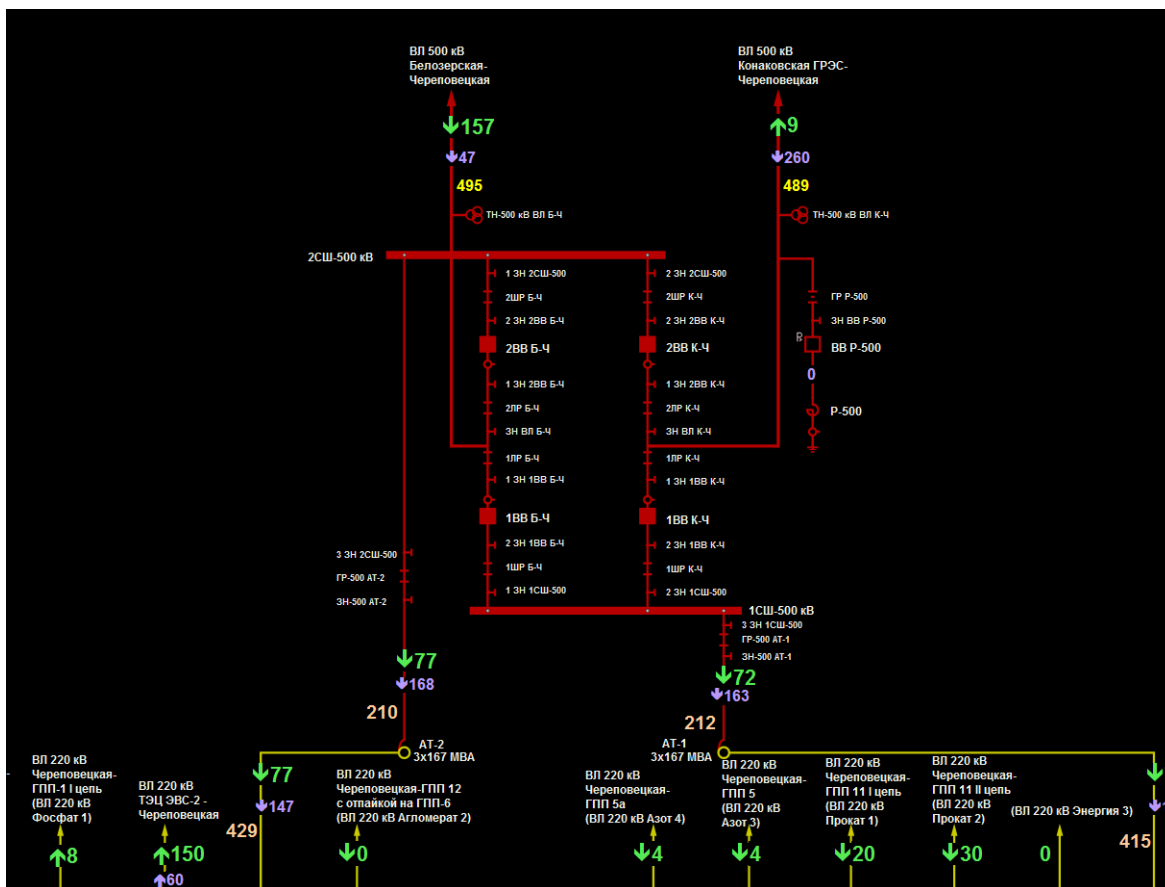 ВЛ 500 кВ
Белозерская-
Череповецкая
157
47
495
ТН-500 кВ ВЛ Б-Ч
ВЛ 500 кВ
Конаковская ГРЭС-
Череповецкая
9
260
489
ТН-500 кВ ВЛ К-Ч
2СШ-500 кВ
1 ЗН 2СШ-500
2ШР Б-Ч
2 ЗН 2ВВ Б-Ч
2ВВ Б-Ч
1 ЗН 2ВВ Б-Ч
2ЛР Б-Ч
ЗН ВЛ Б-Ч
1ЛР Б-Ч
1 ЗН 1ВВ Б-Ч
1ВВ Б-Ч
2 ЗН 1ВВ Б-Ч
1ШР Б-Ч
1 ЗН 1СШ-500
2 ЗН 2СШ-500
2ШР К-Ч
2 ЗН 2ВВ К-Ч
2ВВ К-Ч
1 ЗН 2ВВ К-Ч
2ЛР К-Ч
ЗН ВЛ К-Ч
1ЛР К-Ч
1 ЗН 1ВВ К-Ч
1ВВ К-Ч
2 ЗН 1ВВ К-Ч
1ШР К-Ч
2 ЗН 1СШ-500
ГР Р-500
ЗН ВВ Р-500
ВВ Р-500
0
Р-500
3 ЗН 2СШ-500
ГР-500 АТ-2
ЗН-500 АТ-2
77
168
210
АТ-2
3x167 МВА
1СШ-500 кВ
3 ЗН 1СШ-500
ГР-500 АТ-1
ЗН-500 АТ-1
72
163
212
АТ-1
3x167 МВА
ВЛ 220 кВ
Череповецкая-
ГПП-1 I цепь
(ВЛ 220 кВ
Фосфат 1)
8
ВЛ 220 кВ
ТЭЦ ЭВС-2 -
Череповецкая
150
60
77
147
429
ВЛ 220 кВ
Череповецкая-ГПП 12
с отпайкой на ГПП-6
(ВЛ 220 кВ Агломерат 2)
0
ВЛ 220 кВ
Череповецкая-
ГПП 5а
(ВЛ 220 кВ Азот 4)
4
ВЛ 220 кВ
Череповецкая-
ГПП 5
(ВЛ 220 кВ
Азот 3)
4
ВЛ 220 кВ
Череповецкая-
ГПП 11 I цепь
(ВЛ 220 кВ
Прокат 1)
20
ВЛ 220 кВ
Череповецкая-
ГПП 11 II цепь
(ВЛ 220 кВ
Прокат 2)
30
(ВЛ 220 кВ Энергия 3)
0
415